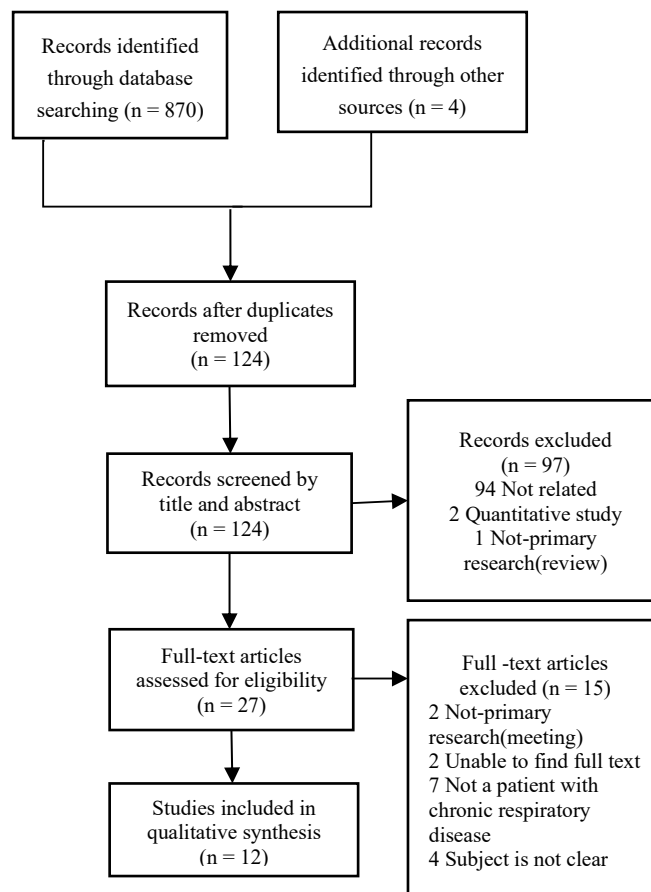 Records identified
through database
searching (n = 870)
Additional records
identified through other
sources (n = 4)
Records after duplicates
removed
(n = 124)
Records screened by
title and abstract
(n = 124)
Records excluded
(n = 97)
94 Not related
2 Quantitative study
1 Not-primary
research(review)
Full-text articles
assessed for eligibility
(n = 27)
Full -text articles
excluded (n = 15)
2 Not-primary
research(meeting)
2 Unable to find full text
7 Not a patient with
chronic respiratory
disease
4 Subject is not clear
Studies included in
qualitative synthesis
(n = 12)